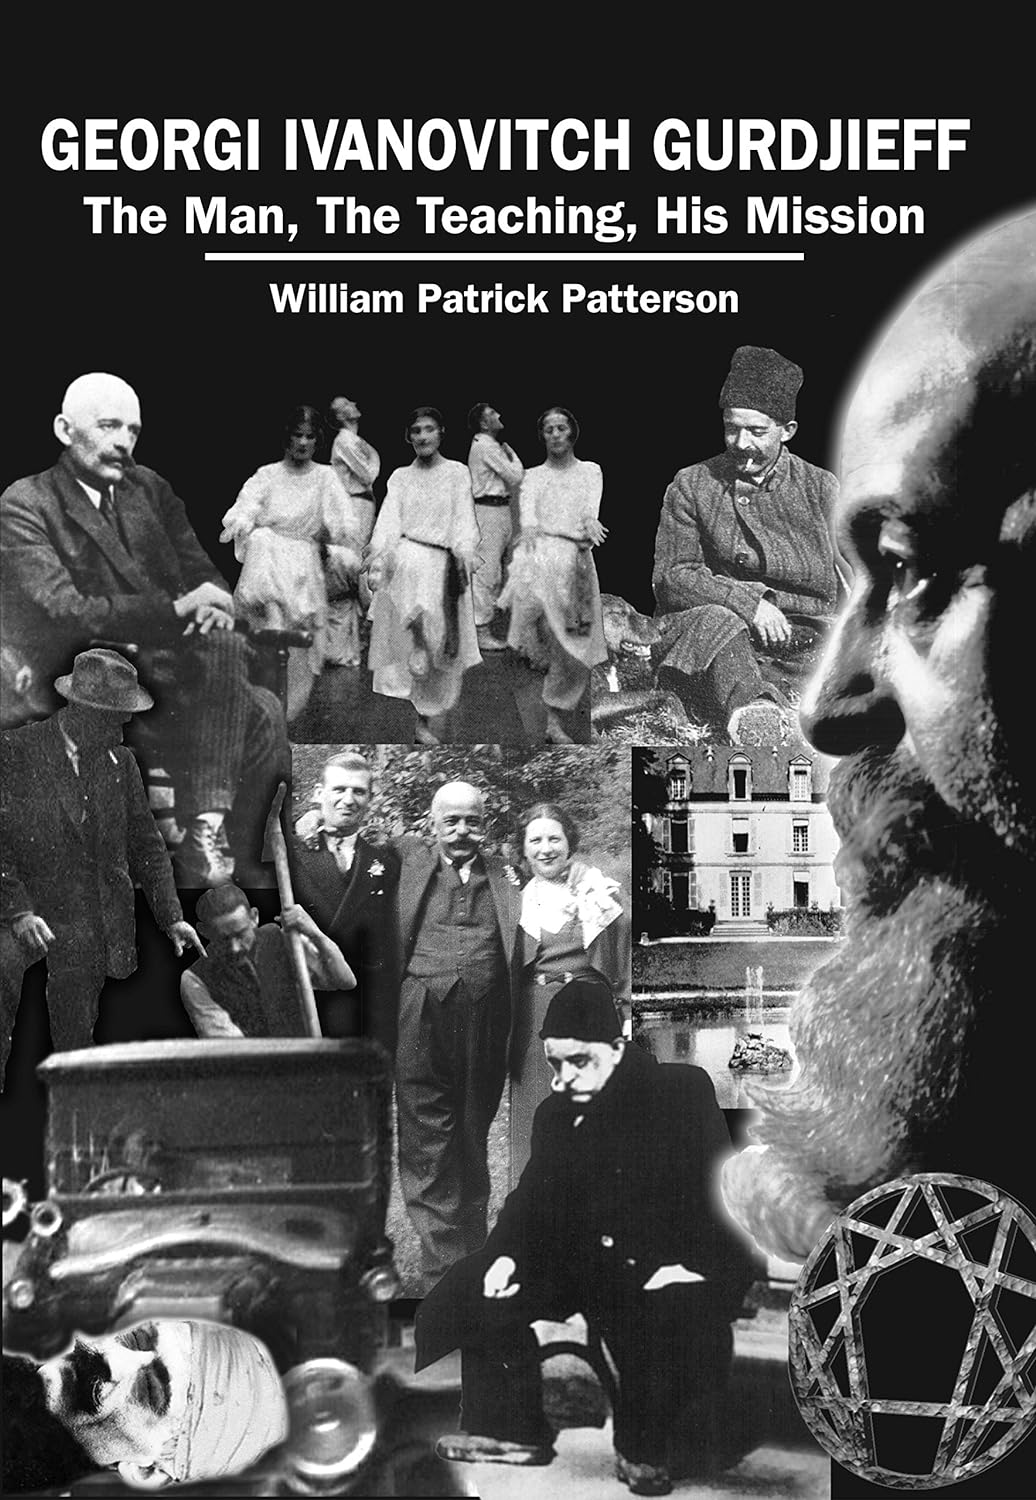 GEORGI IVANOVITCH GURDJIEFF
The Man, The Teaching, His Mission
William Patrick Patterson